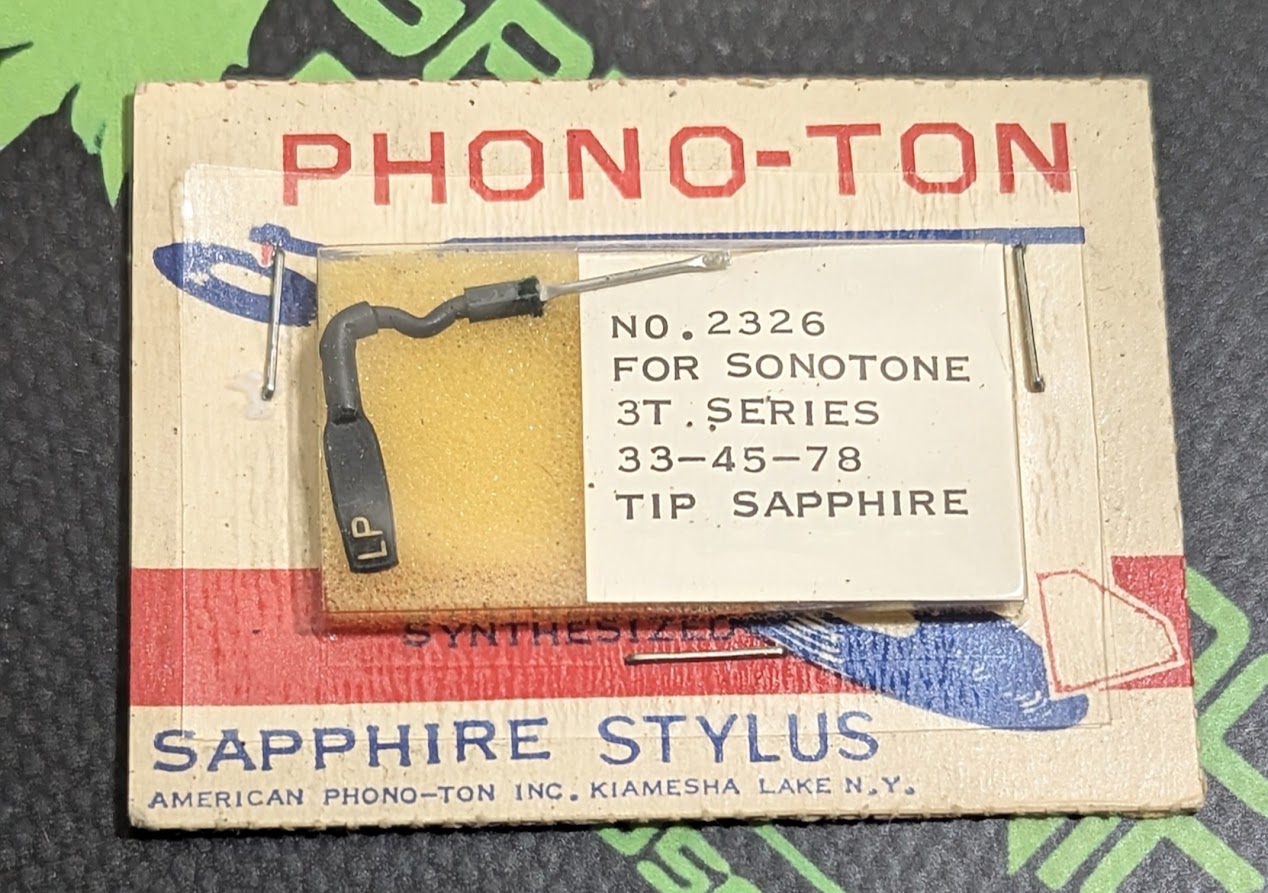 PHONO-TON
NO.2326
FOR SONOTONE
3T.SERIES
33-45-78
TIP SAPPHIRE
LP
SYNTHESIZED
SAPPHIRE STYLUS
AMERICAN PHONO-TON INC. KIAMESHA LAKE N.Y.